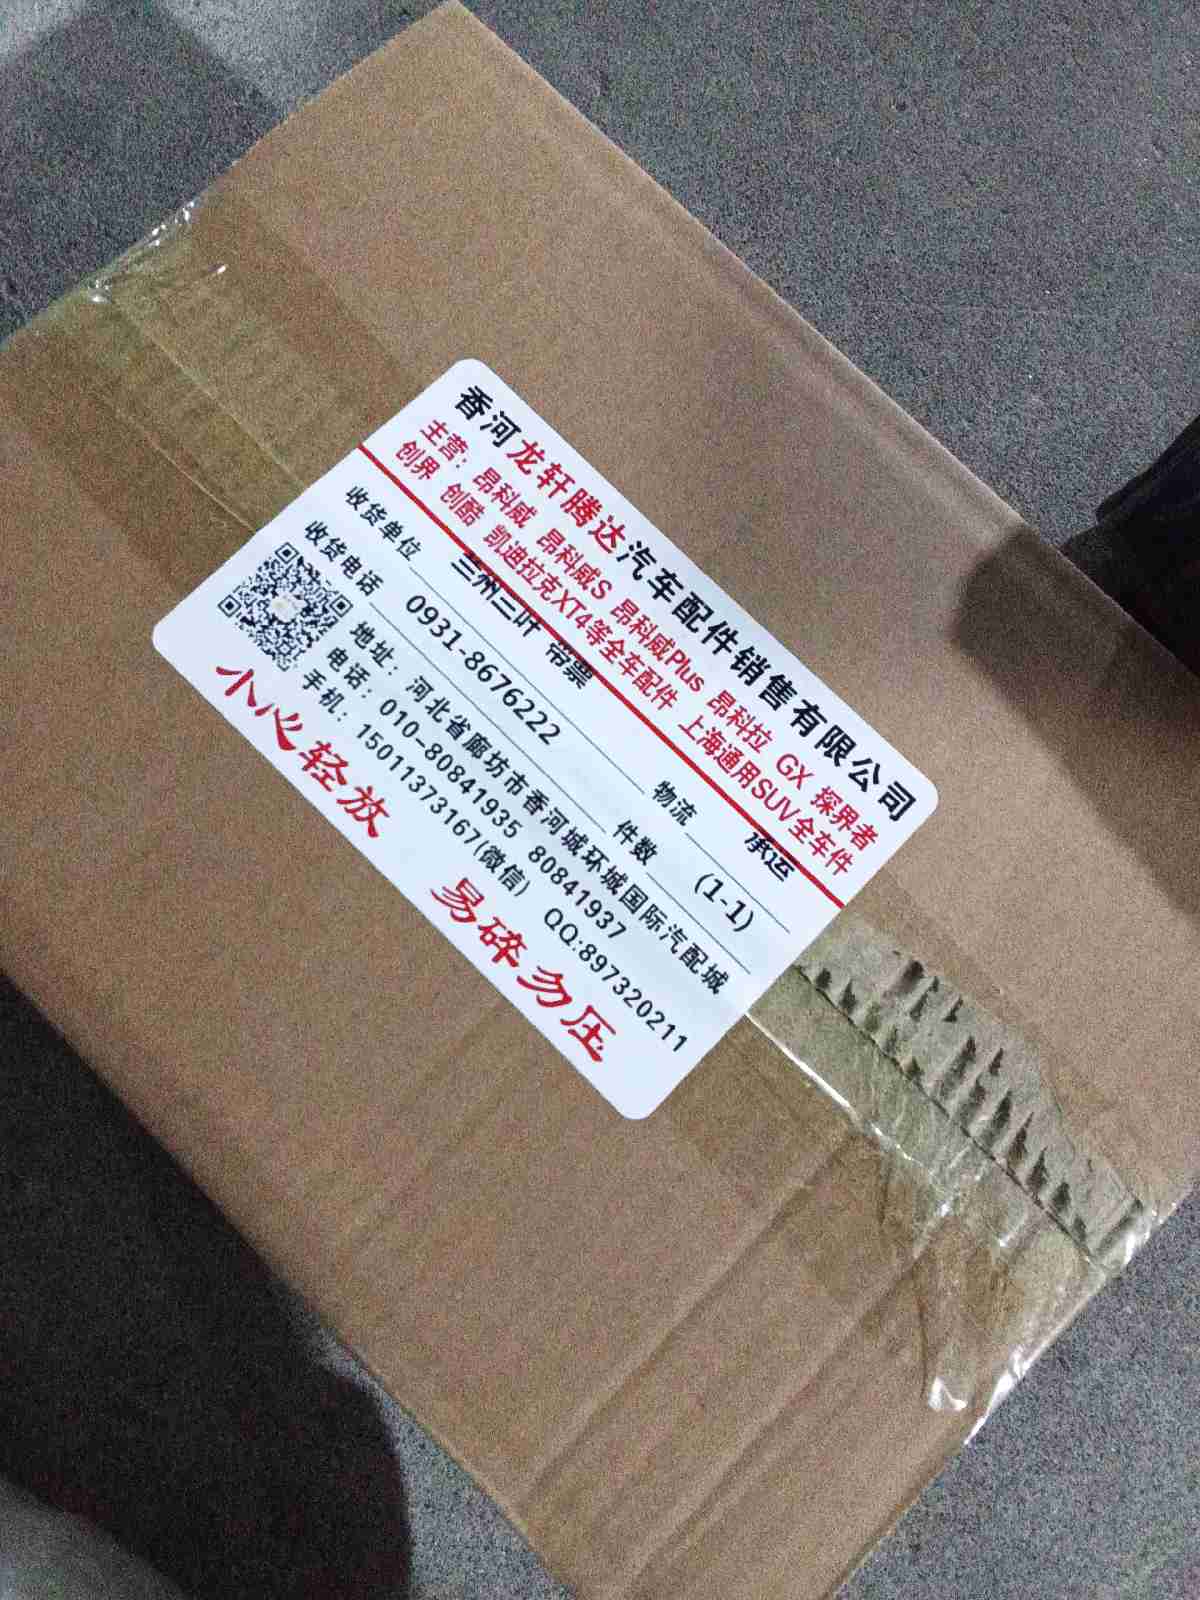 香河龙轩腾达汽车配件销售有限公司
主营：昂科威 昂科威S 昂科威Plus 昂科拉 GX 探界者
创界 创酷 凯迪拉克XT4等全车配件 上海通用SUV全车件
收货单位 兰州三叶 带票 物流 承运
收货电话 0931-8676222 件数 (1-1)
地址：河北省廊坊市香河城环城国际汽配城
电话：010-80841935 80841937
手机：15011373167(微信) QQ:897320211
小心轻放 易碎勿压